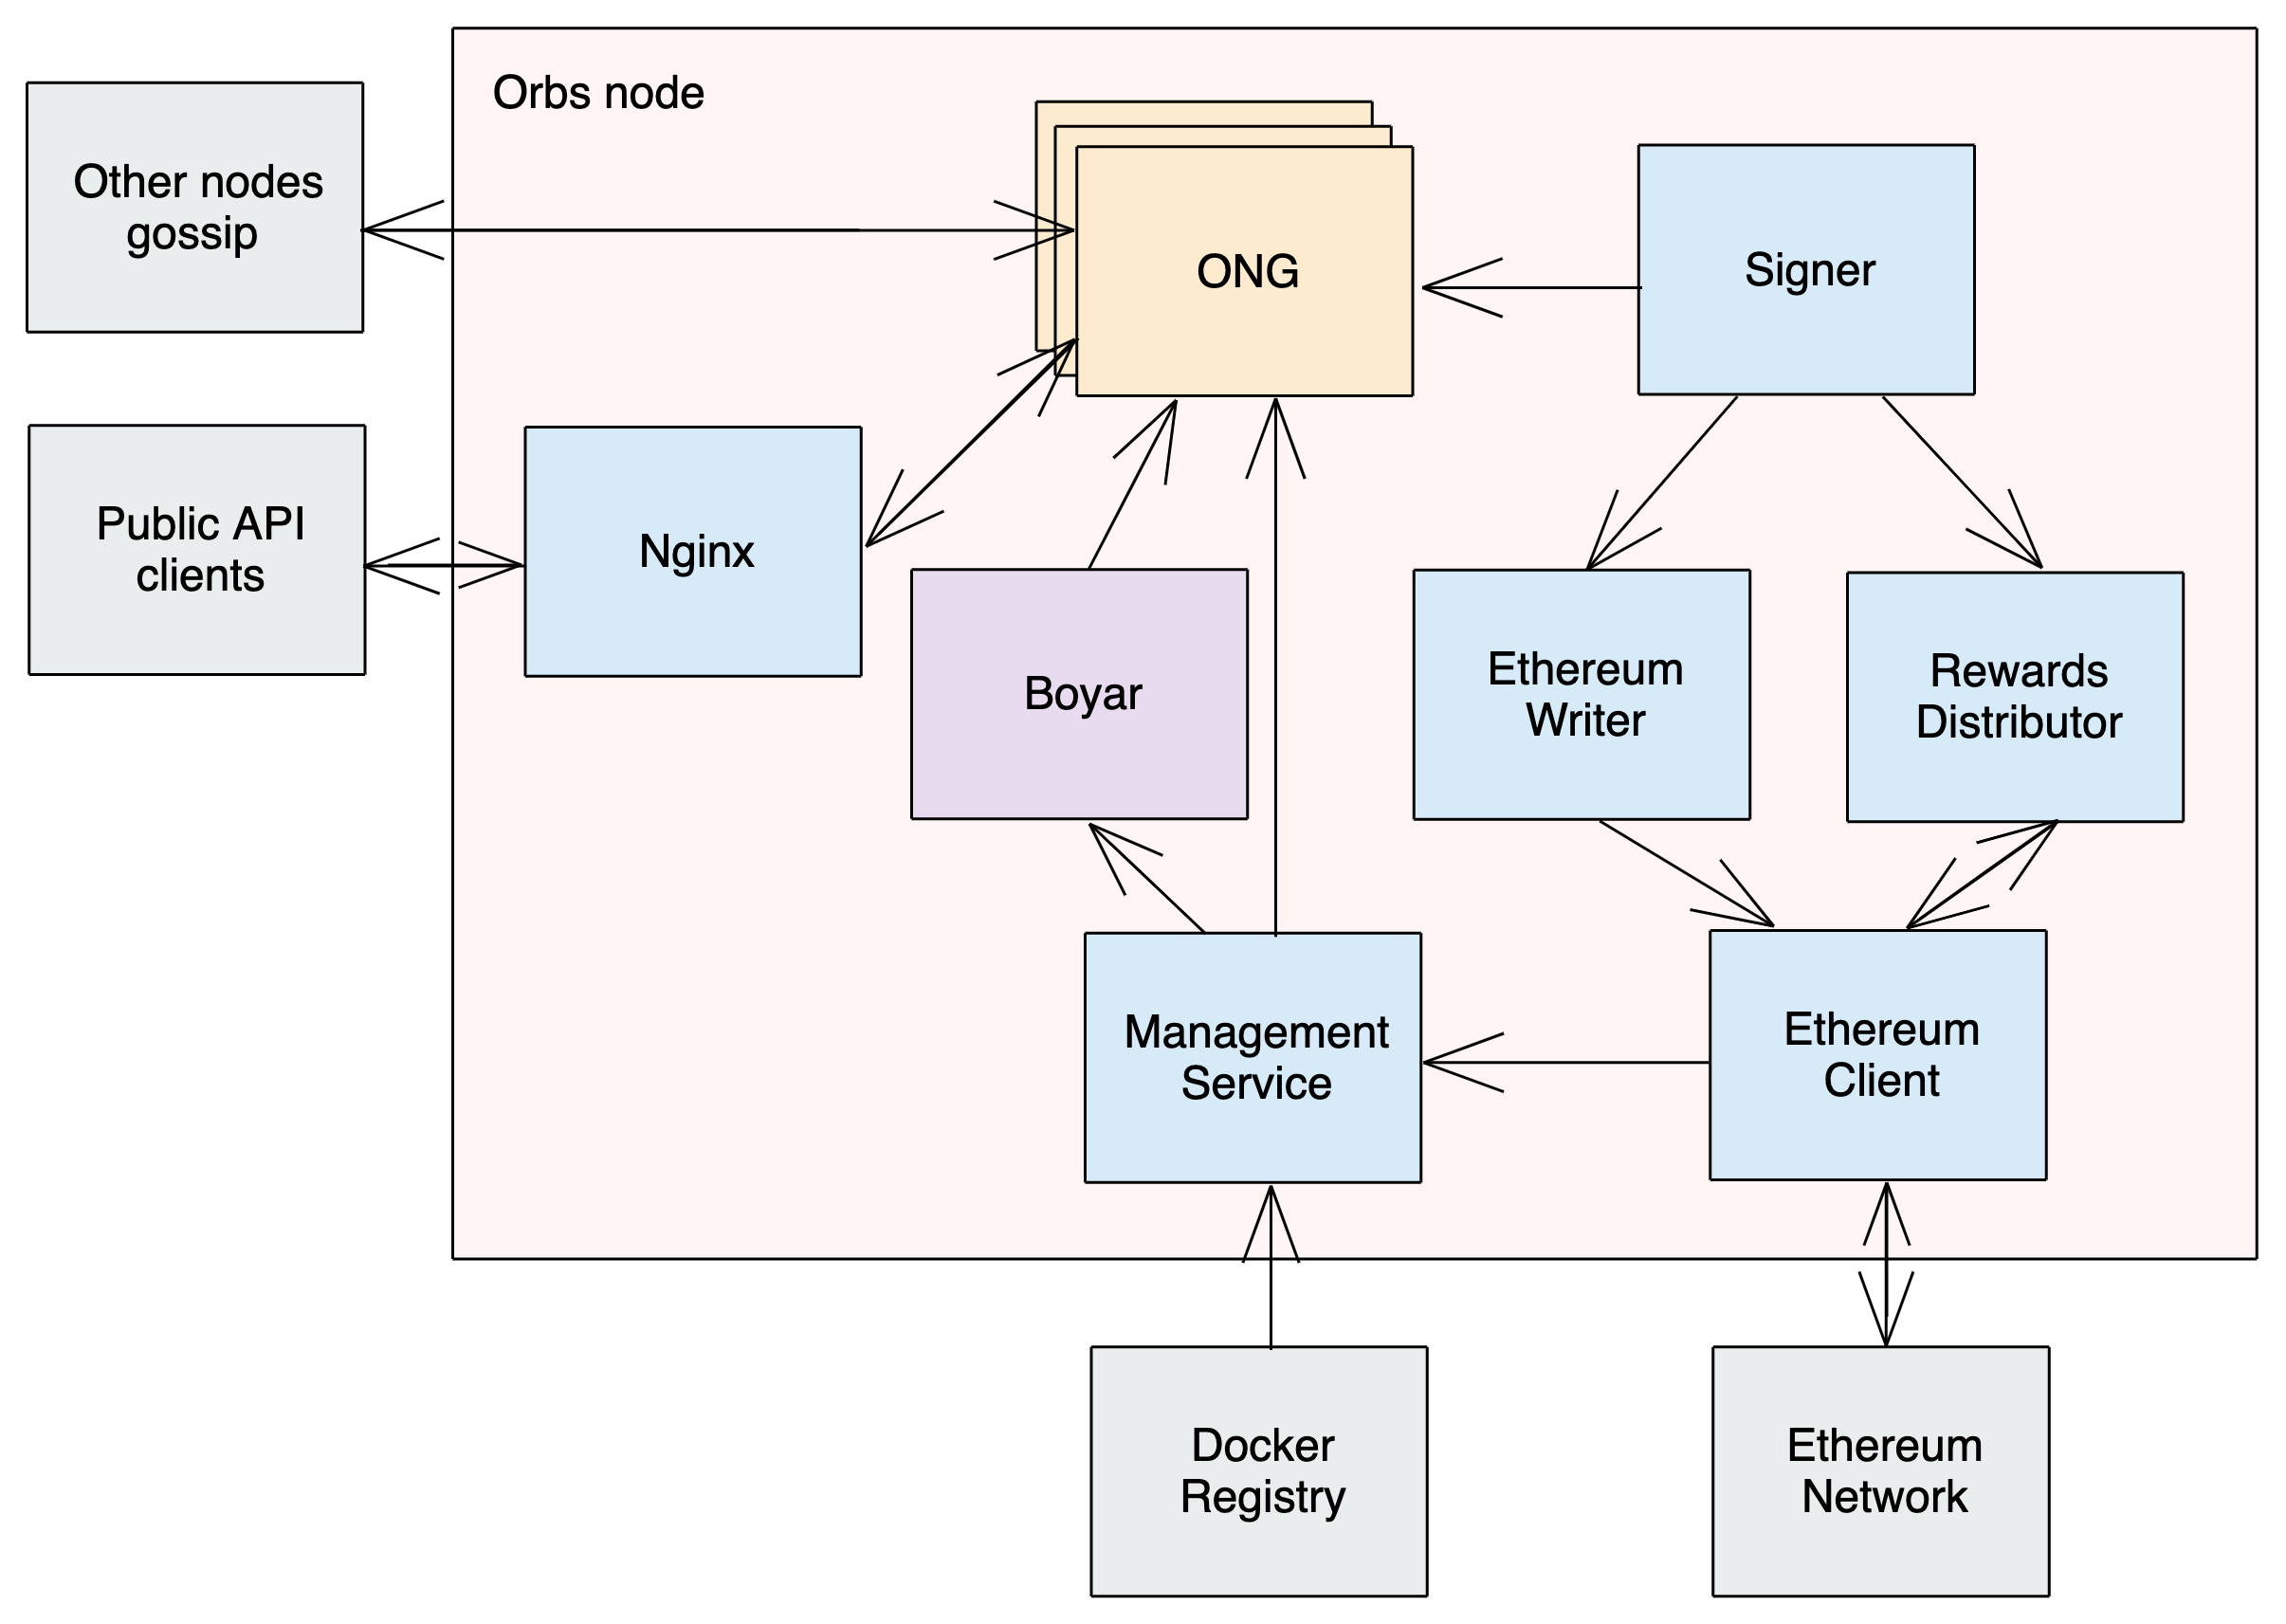 Orbs node
Other nodes
gossip
ONG
Signer
Public API
clients
Nginx
Boyar
Ethereum
Writer
Rewards
Distributor
Management
Service
Ethereum
Client
Docker
Registry
Ethereum
Network